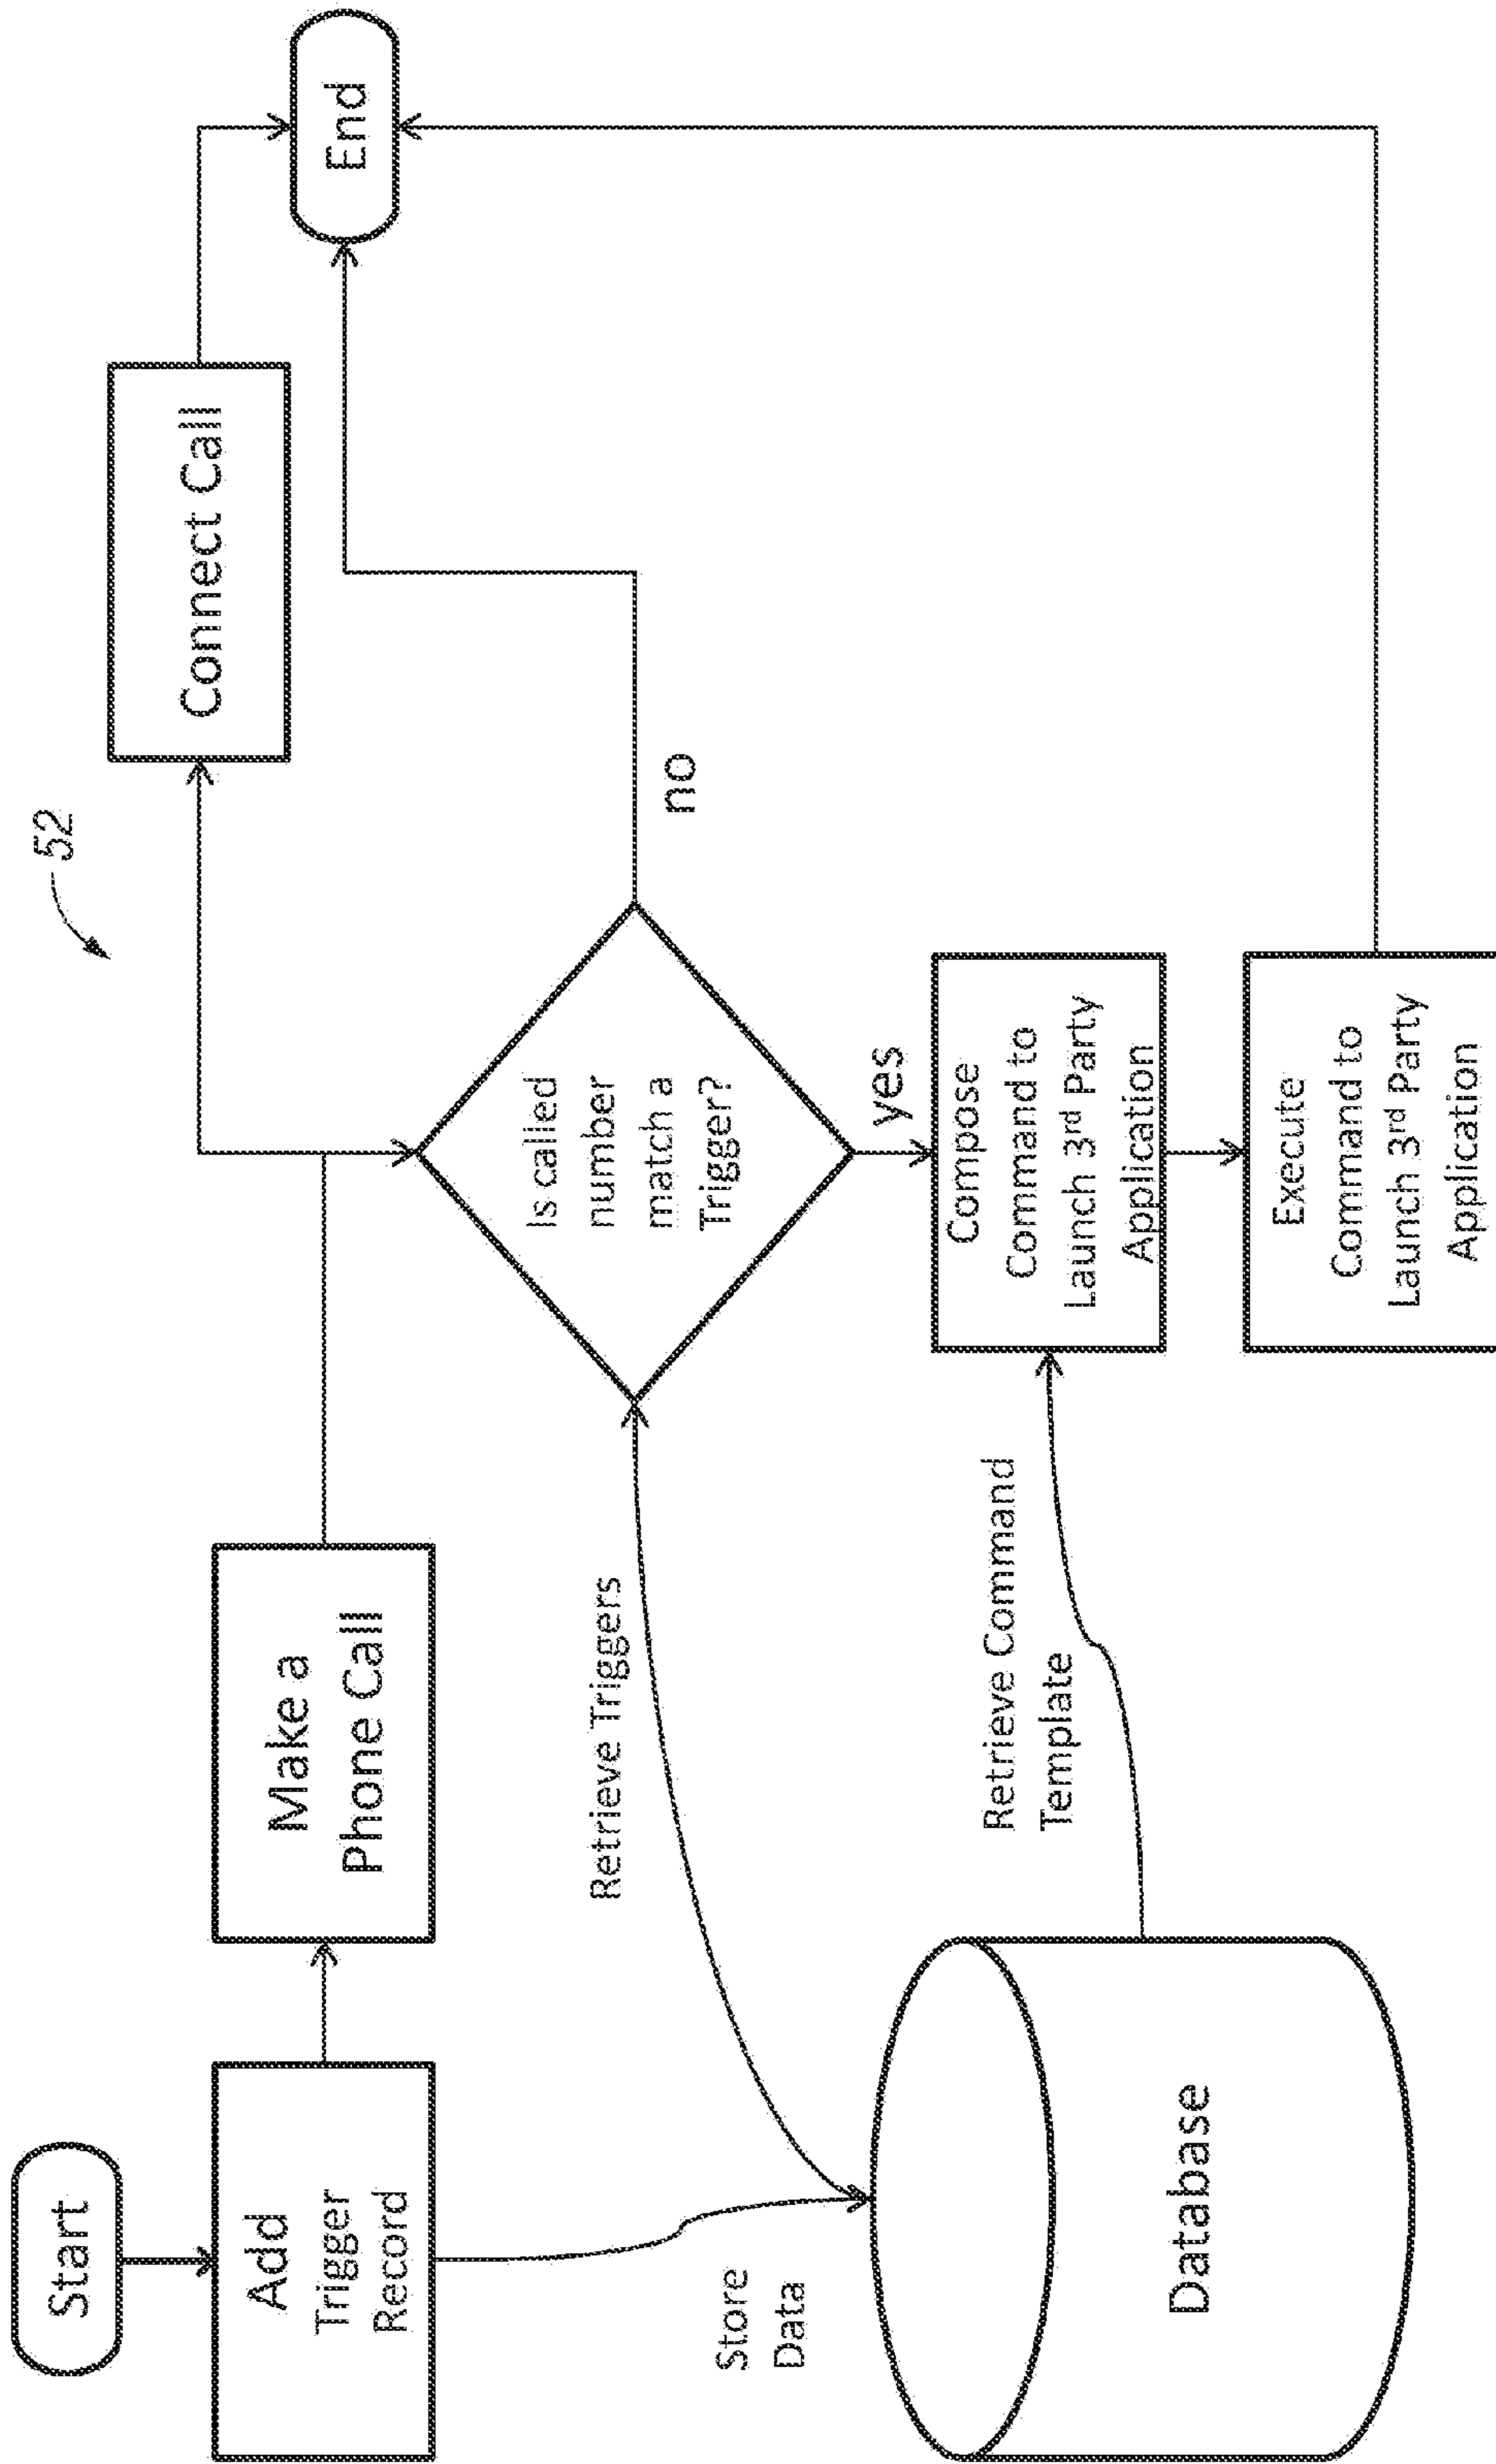 52
Start
Add
Trigger
Record
Make a
Phone Call
Connect Call
End
Store
Data
Retrieve Triggers
Is called
number
match a
Trigger?
no
yes
Database
Retrieve Command
Template
Compose
Command to
Launch 3rd Party
Application
Execute
Command to
Launch 3rd Party
Application